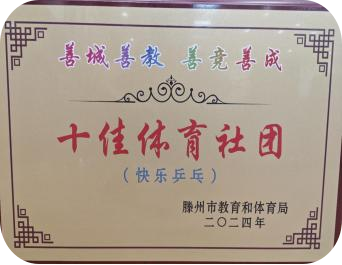 善城善教 善竞善成
十佳体育社团
（快乐乒乓）
滕州市教育和体育局
二〇二四年